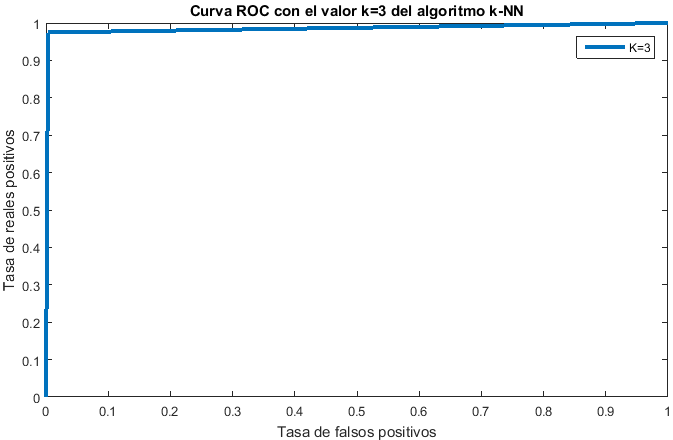 Curva ROC con el valor k=3 del algoritmo k-NN
1
0.9
0.8
0.7
0.6
0.5
0.4
0.3
0.2
0.1
0
Tasa de reales positivos
K=3
0 0.1 0.2 0.3 0.4 0.5 0.6 0.7 0.8 0.9 1
Tasa de falsos positivos